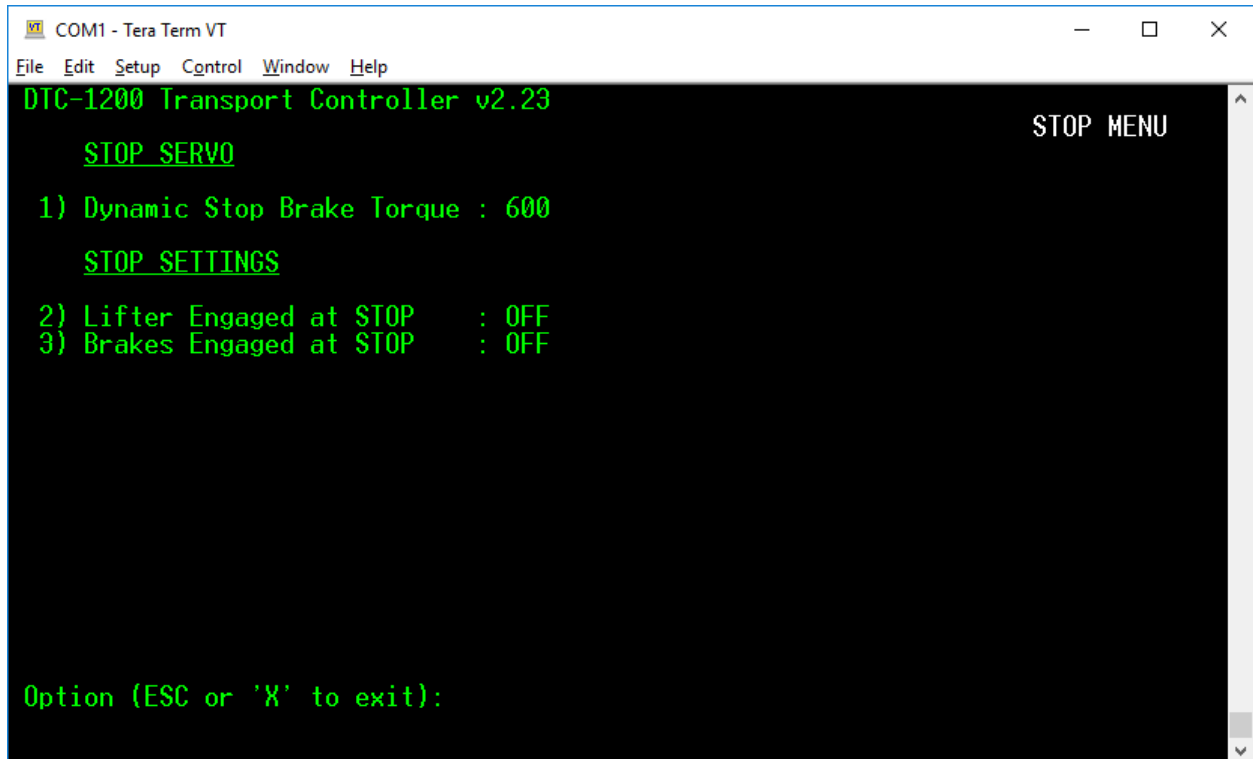 COM1 - Tera Term VT
File Edit Setup Control Window Help
DTC-1200 Transport Controller v2.23
STOP MENU
STOP SERVO
1) Dynamic Stop Brake Torque : 600
STOP SETTINGS
2) Lifter Engaged at STOP : OFF
3) Brakes Engaged at STOP : OFF
Option (ESC or 'X' to exit):